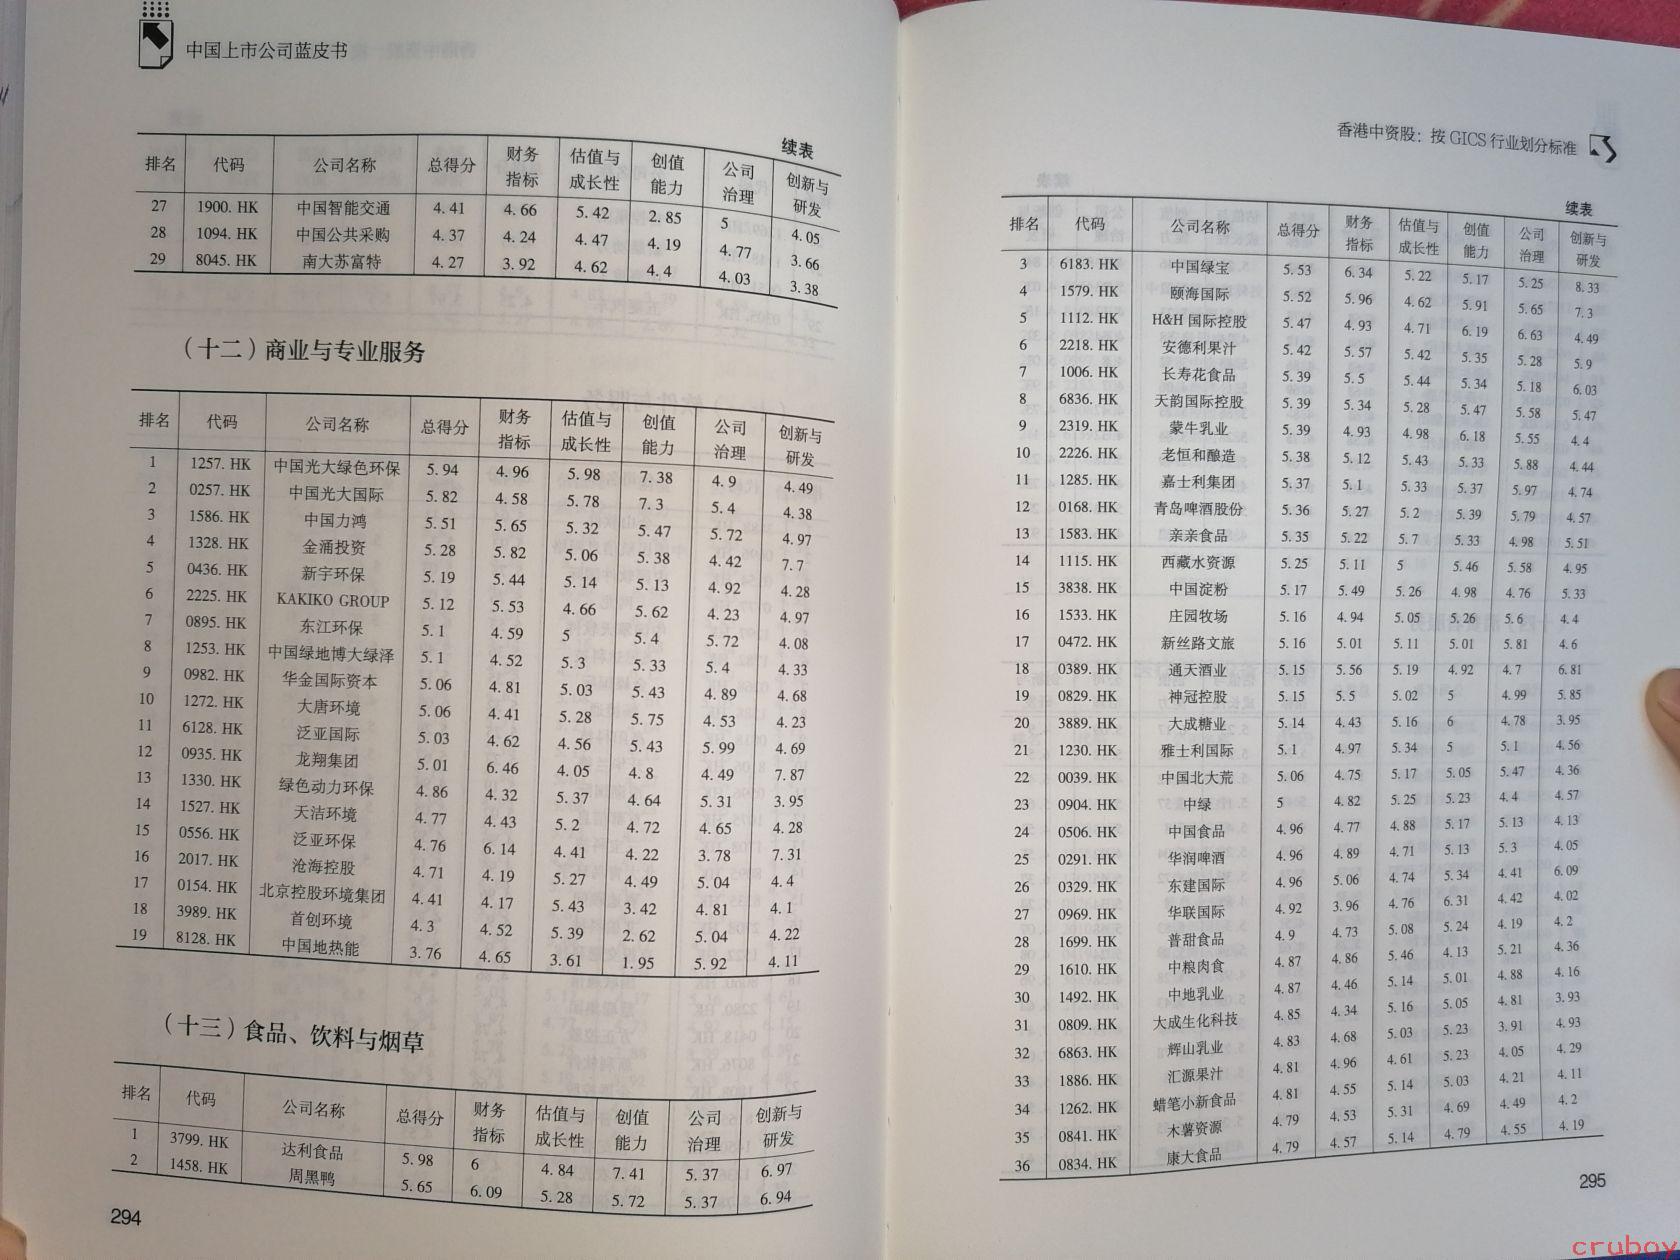 中国上市公司蓝皮书
续表
排名 代码 公司名称 总得分 财务指标 估值与成长性 创值能力 公司治理 创新与研发
27 1900. HK 中国智能交通 4.41 4.66 5.42 2.85 5 4.05
28 1094. HK 中国公共采购 4.37 4.24 4.47 4.19 4.77 3.66
29 8045. HK 南大苏富特 4.27 3.92 4.62 4.4 4.03 3.38
（十二）商业与专业服务
排名 代码 公司名称 总得分 财务指标 估值与成长性 创值能力 公司治理 创新与研发
1 1257. HK 中国光大绿色环保 5.94 4.96 5.98 7.38 4.9 4.49
2 0257. HK 中国光大国际 5.82 4.58 5.78 7.3 5.4 4.38
3 1586. HK 中国力鸿 5.51 5.65 5.32 5.47 5.72 4.97
4 1328. HK 金涌投资 5.28 5.82 5.06 5.38 4.42 7.7
5 0436. HK 新宇环保 5.19 5.44 5.14 5.13 4.92 4.28
6 2225. HK KAKIKO GROUP 5.12 5.53 4.66 5.62 4.23 4.97
7 0895. HK 东江环保 5.1 4.59 5 5.4 5.72 4.08
8 1253. HK 中国绿地博大绿泽 5.1 4.52 5.3 5.33 5.4 4.33
9 0982. HK 华金国际资本 5.06 4.81 5.03 5.43 4.89 4.68
10 1272. HK 大唐环境 5.06 4.41 5.28 5.75 4.53 4.23
11 6128. HK 泛亚国际 5.03 4.62 4.56 5.43 5.99 4.69
12 0935. HK 龙翔集团 5.01 6.46 4.05 4.8 4.49 7.87
13 1330. HK 绿色动力环保 4.86 4.32 5.37 4.64 5.31 3.95
14 1527. HK 天洁环境 4.77 4.43 5.2 4.72 4.65 4.28
15 0556. HK 泛亚环保 4.76 6.14 4.41 4.22 3.78 7.31
16 2017. HK 沧海控股 4.71 4.19 5.27 4.49 5.04 4.4
17 0154. HK 北京控股环境集团 4.41 4.17 5.43 3.42 4.81 4.1
18 3989. HK 首创环境 4.3 4.52 5.39 2.62 5.04 4.22
19 8128. HK 中国地热能 3.76 4.65 3.61 1.95 5.92 4.11
（十三）食品、饮料与烟草
排名 代码 公司名称 总得分 财务指标 估值与成长性 创值能力 公司治理 创新与研发
1 3799. HK 达利食品 5.98 6 4.84 7.41 5.37 6.97
2 1458. HK 周黑鸭 5.65 6.09 5.28 5.72 5.37 6.94
294
香港中资股：按 GICS 行业划分标准
续表
排名 代码 公司名称 总得分 财务指标 估值与成长性 创值能力 公司治理 创新与研发
3 6183. HK 中国绿宝 5.53 6.34 5.22 5.17 5.25 8.33
4 1579. HK 颐海国际 5.52 5.96 4.62 5.91 5.65 7.3
5 1112. HK H&H 国际控股 5.47 4.93 4.71 6.19 6.63 4.49
6 2218. HK 安德利果汁 5.42 5.57 5.42 5.35 5.28 5.9
7 1006. HK 长寿花食品 5.39 5.5 5.44 5.34 5.18 6.03
8 6836. HK 天韵国际控股 5.39 5.34 5.28 5.47 5.58 5.47
9 2319. HK 蒙牛乳业 5.39 4.93 4.98 6.18 5.55 4.4
10 2226. HK 老恒和酿造 5.38 5.12 5.43 5.33 5.88 4.44
11 1285. HK 嘉士利集团 5.37 5.1 5.33 5.37 5.97 4.74
12 0168. HK 青岛啤酒股份 5.36 5.27 5.2 5.39 5.79 4.57
13 1583. HK 亲亲食品 5.35 5.22 5.7 5.33 4.98 5.51
14 1115. HK 西藏水资源 5.25 5.11 5 5.46 5.58 4.95
15 3838. HK 中国淀粉 5.17 5.49 5.26 4.98 4.76 5.33
16 1533. HK 庄园牧场 5.16 4.94 5.05 5.26 5.6 4.4
17 0472. HK 新丝路文旅 5.16 5.01 5.11 5.01 5.81 4.6
18 0389. HK 通天酒业 5.15 5.56 5.19 4.92 4.7 6.81
19 0829. HK 神冠控股 5.15 5.5 5.02 5 4.99 5.85
20 3889. HK 大成糖业 5.14 4.43 5.16 6 4.78 3.95
21 1230. HK 雅士利国际 5.1 4.97 5.34 5 5.1 4.56
22 0039. HK 中国北大荒 5.06 4.75 5.17 5.05 5.47 4.36
23 0904. HK 中绿 5 4.82 5.25 5.23 4.4 4.57
24 0506. HK 中国食品 4.96 4.77 4.88 5.17 5.13 4.13
25 0291. HK 华润啤酒 4.96 4.89 4.71 5.13 5.3 4.05
26 0329. HK 东建国际 4.96 5.06 4.74 5.34 4.41 6.09
27 0969. HK 华联国际 4.92 3.96 4.76 6.31 4.42 4.02
28 1699. HK 普甜食品 4.9 4.73 5.08 5.24 4.19 4.2
29 1610. HK 中粮肉食 4.87 4.86 5.46 4.13 5.21 4.36
30 1492. HK 中地乳业 4.87 4.46 5.14 5.01 4.88 4.16
31 0809. HK 大成生化科技 4.85 4.34 5.16 5.05 4.81 3.93
32 6863. HK 辉山乳业 4.83 4.68 5.03 5.23 3.91 4.93
33 1886. HK 汇源果汁 4.81 4.96 4.61 5.23 4.05 4.29
34 1262. HK 蜡笔小新食品 4.81 4.55 5.14 5.03 4.21 4.11
35 0841. HK 木薯资源 4.79 4.53 5.31 4.69 4.49 4.2
36 0834. HK 康大食品 4.79 4.57 5.14 4.79 4.55 4.19
295
cruboy